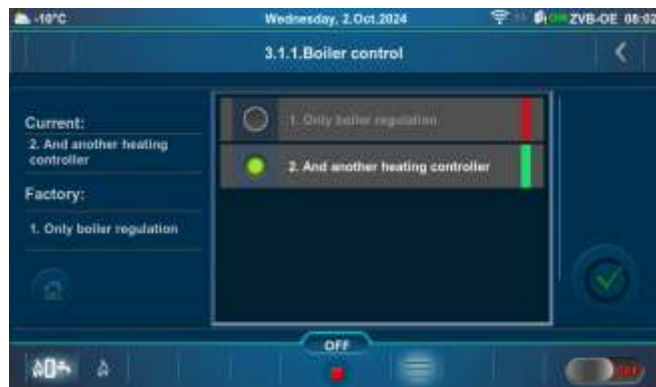 -10°C Wednesday, 2.Oct.2024 ZVB-OE 08:02
3.1.1.Boiler control
Current:
2. And another heating
controller
Factory:
1. Only boiler regulation
1. Only boiler regulation
2. And another heating controller
OFF
OFF